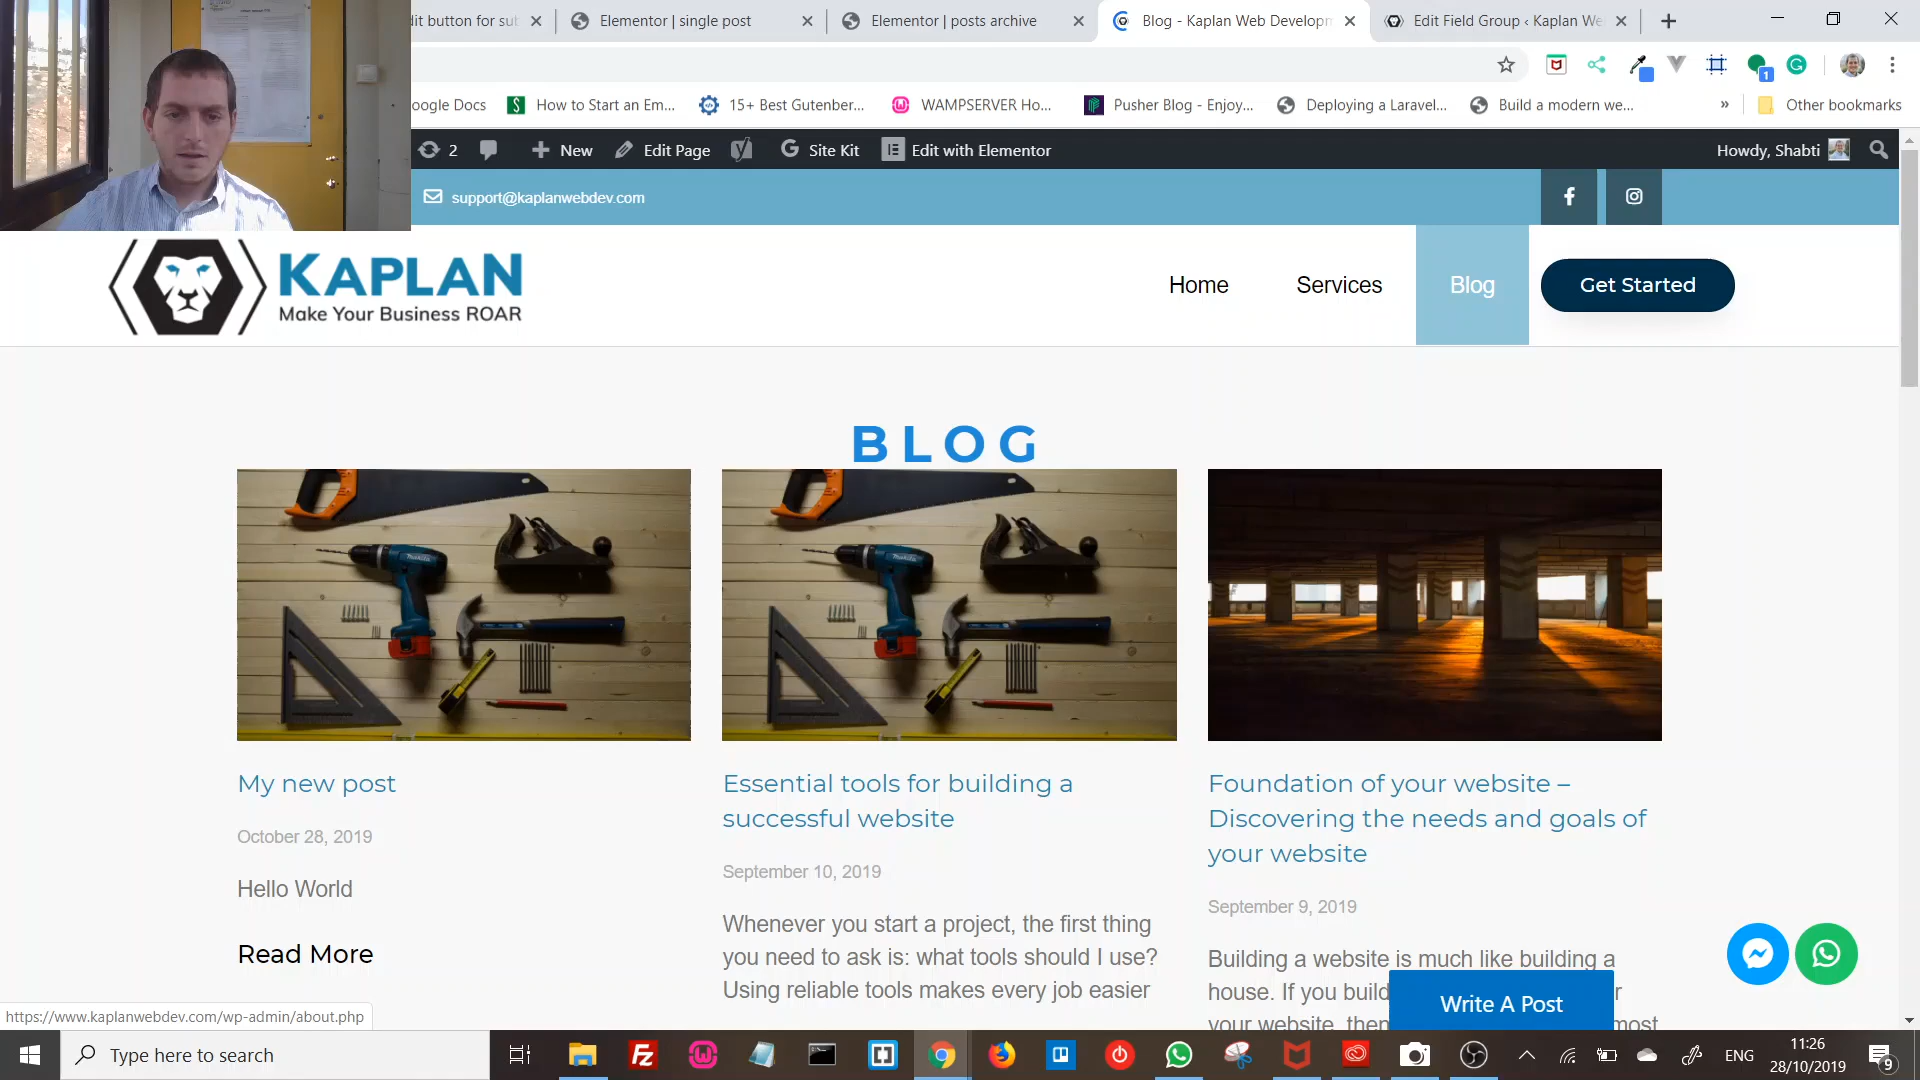 dit button for sub
Elementor | single post
Elementor | posts archive
Blog - Kaplan Web Developm
Edit Field Group ‹ Kaplan We
oogle Docs
How to Start an Em...
15+ Best Gutenber...
WAMPSERVER Ho...
Pusher Blog - Enjoy...
Deploying a Laravel...
Build a modern we...
»
Other bookmarks
2
New
Edit Page
Site Kit
Edit with Elementor
Howdy, Shabti
support@kaplanwebdev.com
KAPLAN
Make Your Business ROAR
Home
Services
Blog
Get Started
BLOG
My new post
October 28, 2019
Hello World
Read More
Essential tools for building a
successful website
September 10, 2019
Whenever you start a project, the first thing
you need to ask is: what tools should I use?
Using reliable tools makes every job easier
Foundation of your website –
Discovering the needs and goals of
your website
September 9, 2019
Building a website is much like building a
house. If you build
r
your website, then
most
Write A Post
https://www.kaplanwebdev.com/wp-admin/about.php
Type here to search
ENG
11:26
28/10/2019
9